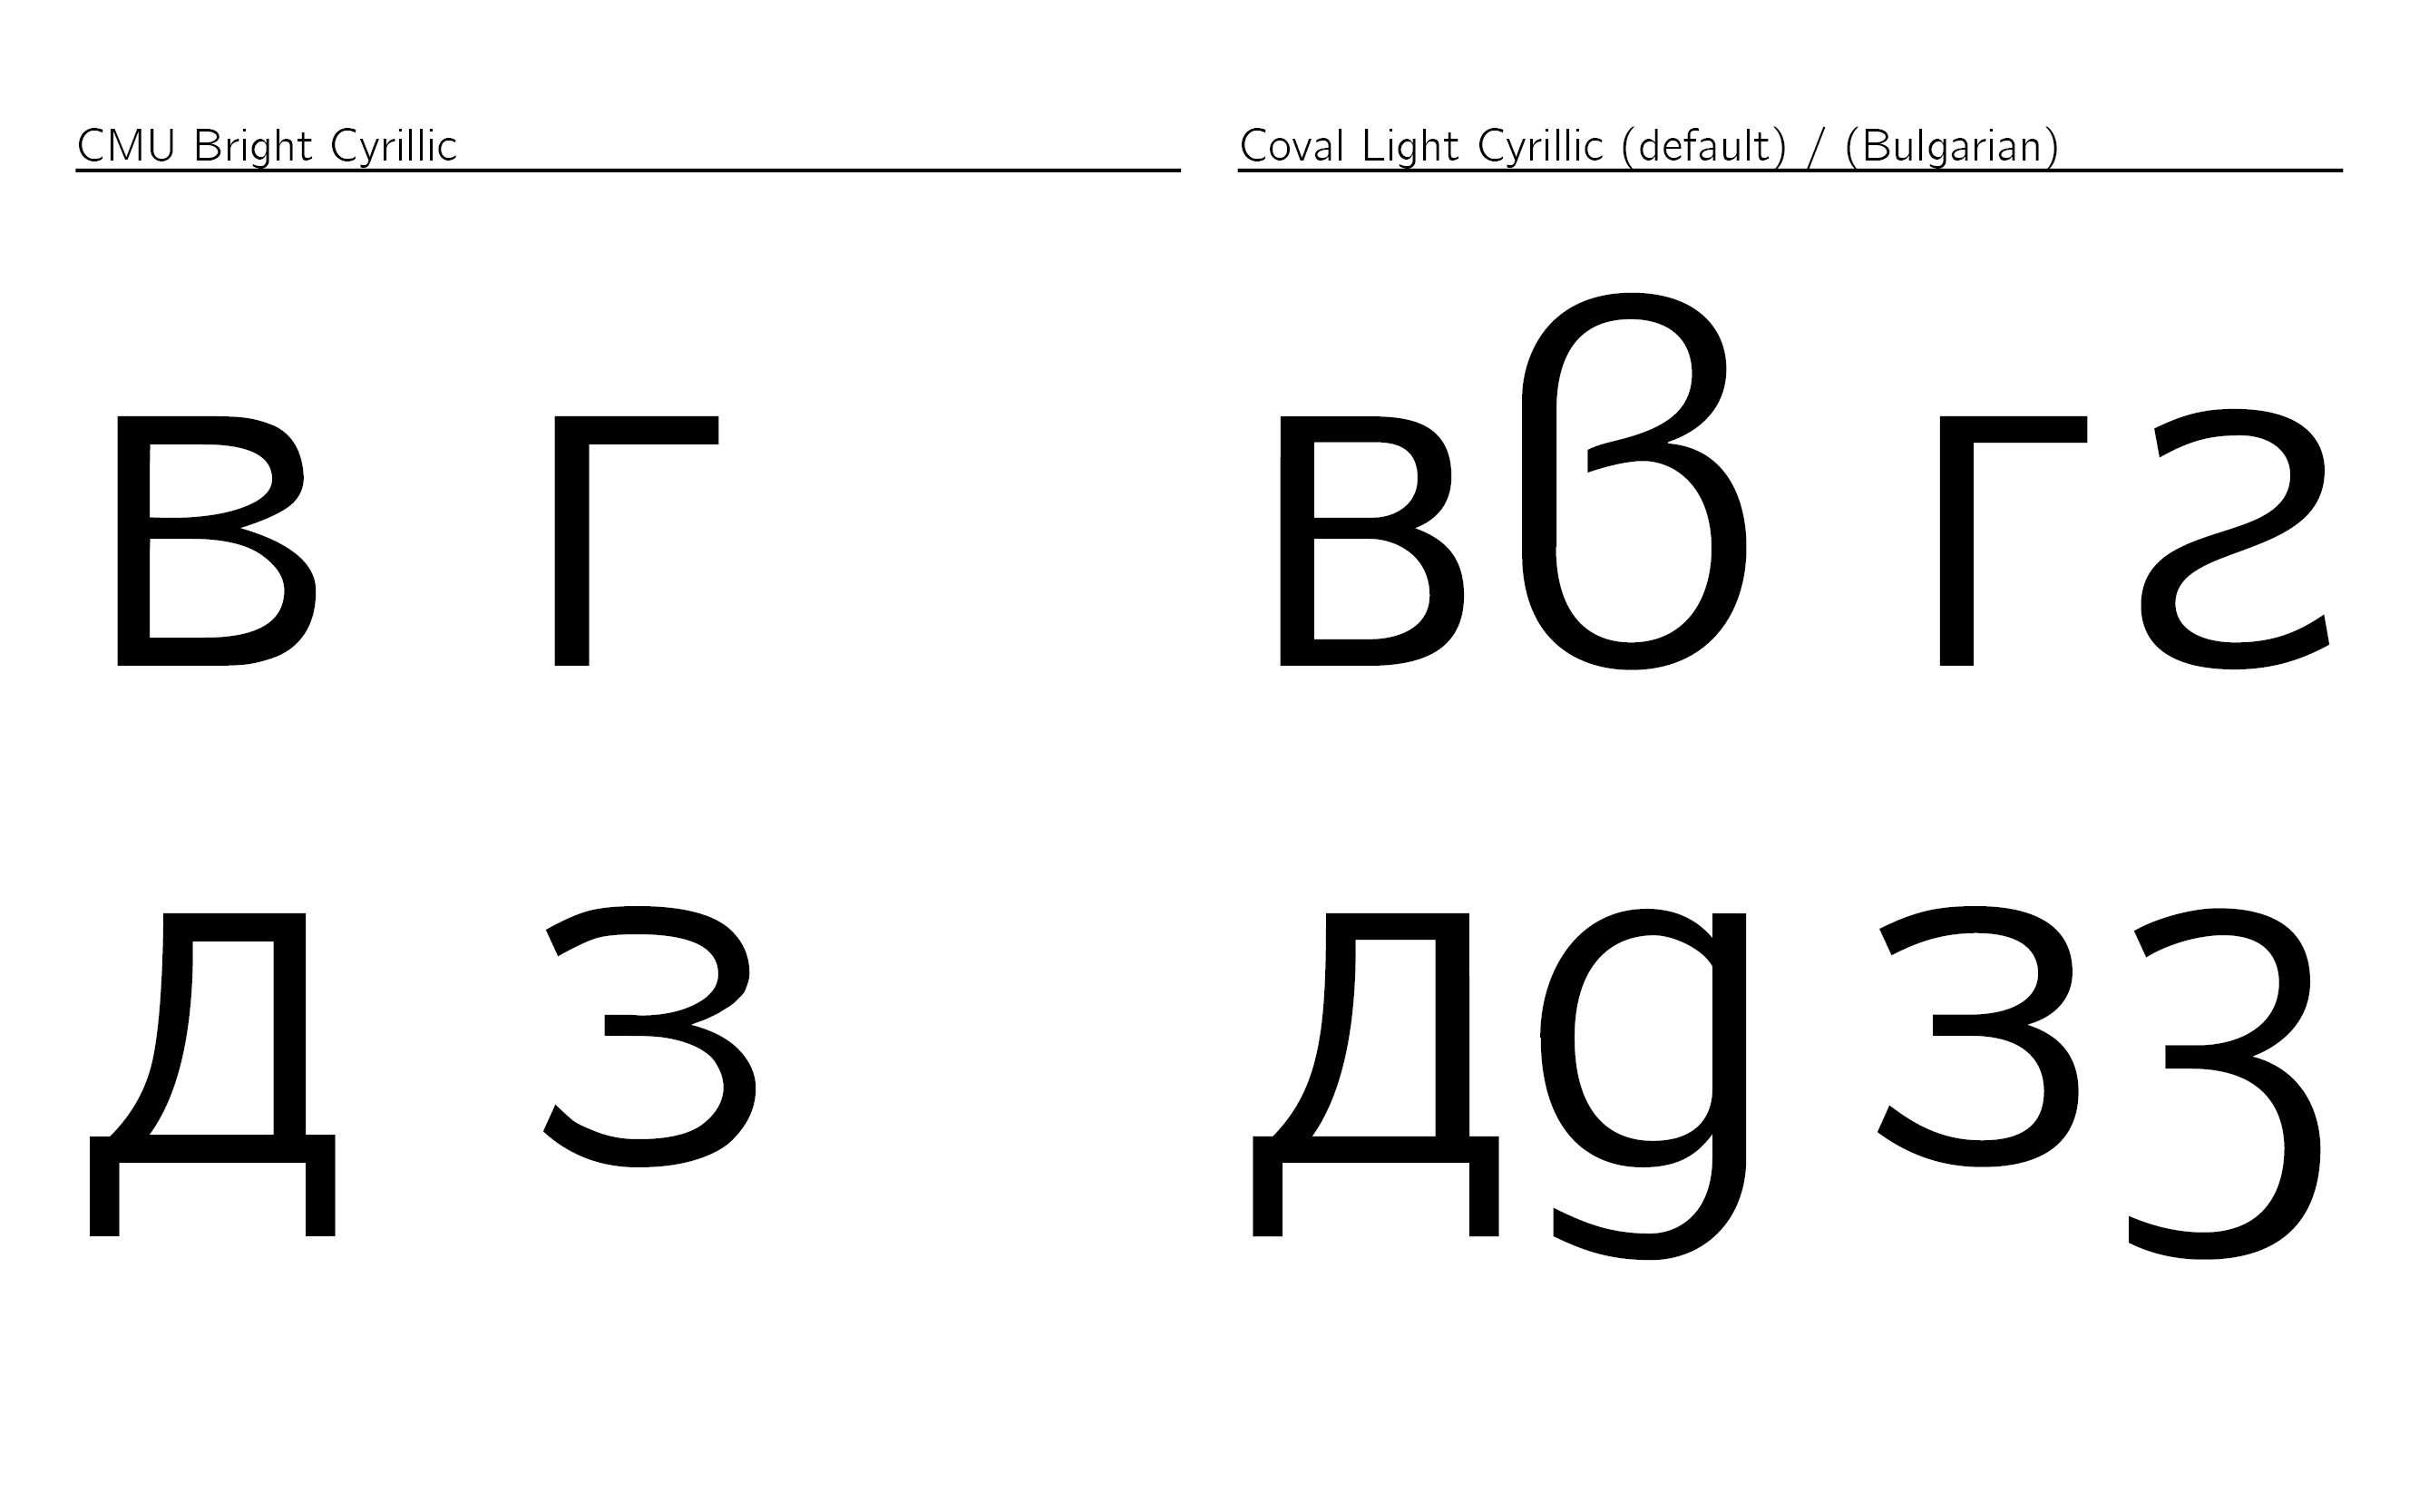 CMU Bright Cyrillic
Coval Light Cyrillic (default) / (Bulgarian)
в г
вв гг
д з
дд зз